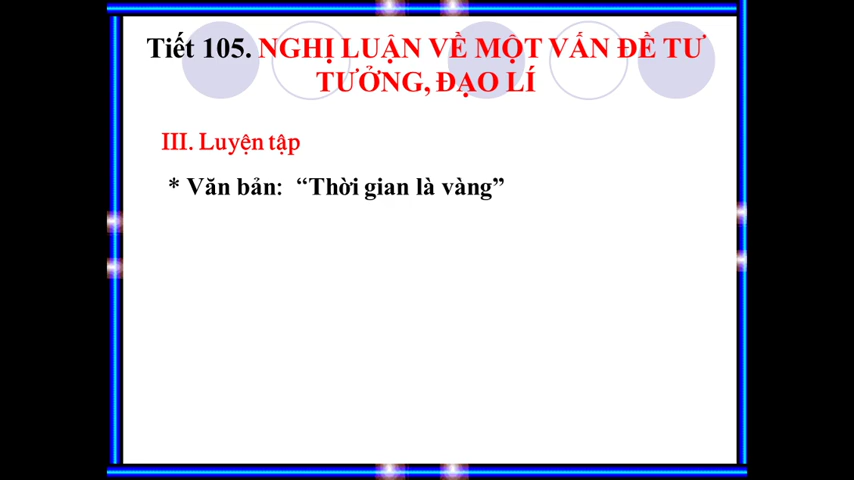 Tiết 105. NGHỊ LUẬN VỀ MỘT VẤN ĐỀ TƯ
TƯỞNG, ĐẠO LÍ
III. Luyện tập
* Văn bản: “Thời gian là vàng”